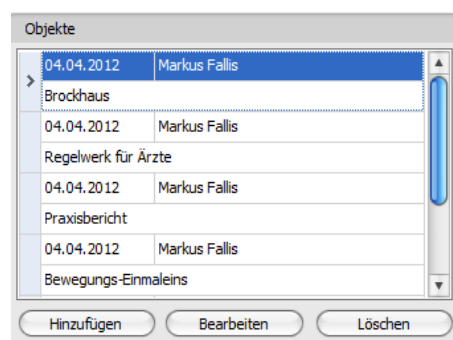 Objekte
04.04.2012 Markus Fallis
Brockhaus
04.04.2012 Markus Fallis
Regelwerk für Ärzte
04.04.2012 Markus Fallis
Praxisbericht
04.04.2012 Markus Fallis
Bewegungs-Einmaleins
Hinzufügen Bearbeiten Löschen